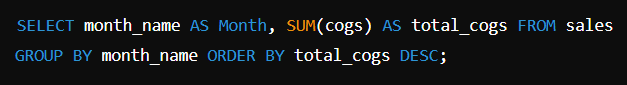 SELECT month_name AS Month, SUM(cogs) AS total_cogs FROM sales
GROUP BY month_name ORDER BY total_cogs DESC;